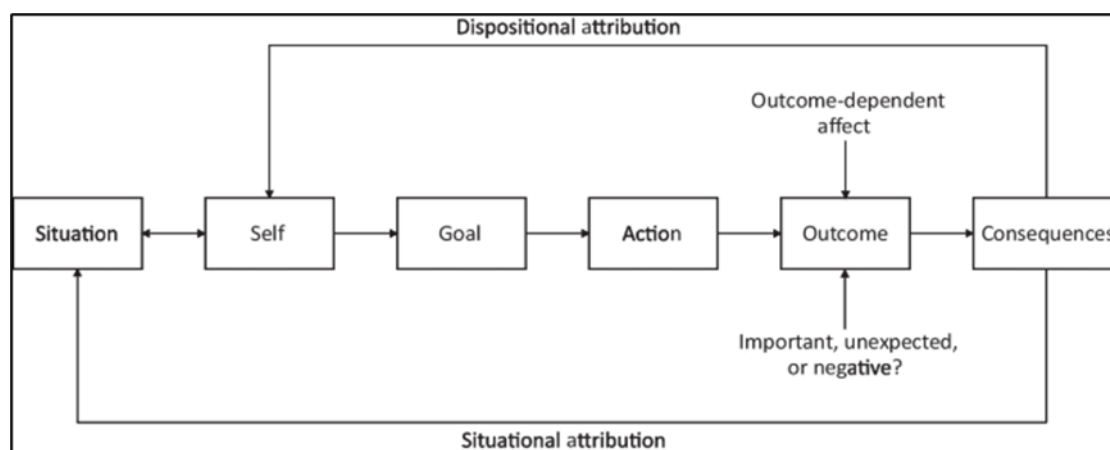 Dispositional attribution
Outcome-dependent
affect
Situation
Self
Goal
Action
Outcome
Consequences
Important, unexpected,
or negative?
Situational attribution